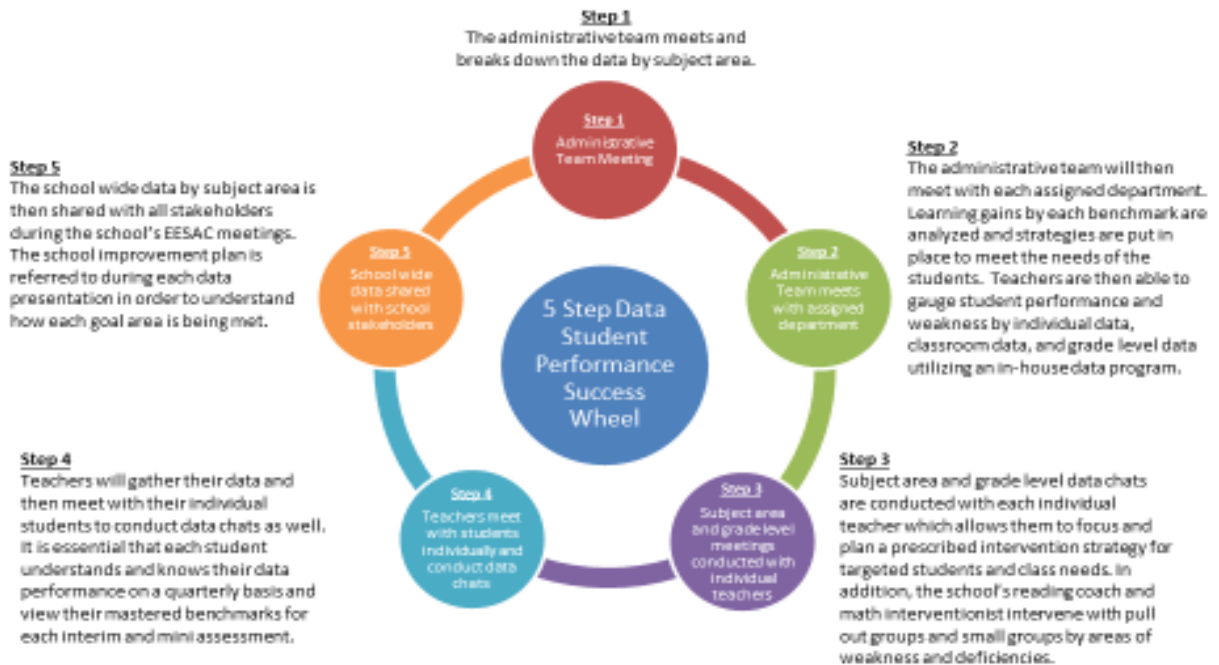 Step 1
The administrative team meets and
breaks down the data by subject area.
Step 1
Administrative
Team Meeting
Step 2
The administrative team will then
meet with each assigned department.
Learning gains by each benchmark are
analyzed and strategies are put in
place to meet the needs of the
students. Teachers are then able to
gauge student performance and
weakness by individual data,
classroom data, and grade level data
utilizing an in-house data program.
Step 2
Administrative
Team meets
with assigned
department
Step 3
Subject area and grade level data chats
are conducted with each individual
teacher which allows them to focus and
plan a prescribed intervention strategy for
targeted students and class needs. In
addition, the school's reading coach and
math interventionist intervene with pull
out groups and small groups by areas of
weakness and deficiencies.
Step 3
Subject area
and grade level
meetings
conducted with
individual
teachers
Step 4
Teachers will gather their data and
then meet with their individual
students to conduct data chats as well.
It is essential that each student
understands and knows their data
performance on a quarterly basis and
view their mastered benchmarks for
each interim and mini assessment.
Step 4
Teachers meet
with students
individually and
conduct data
chats
Step 5
The school wide data by subject area is
then shared with all stakeholders
during the school's EESAC meetings.
The school improvement plan is
referred to during each data
presentation in order to understand
how each goal area is being met.
Step 5
School wide
data shared
with school
stakeholders
5 Step Data
Student
Performance
Success
Wheel